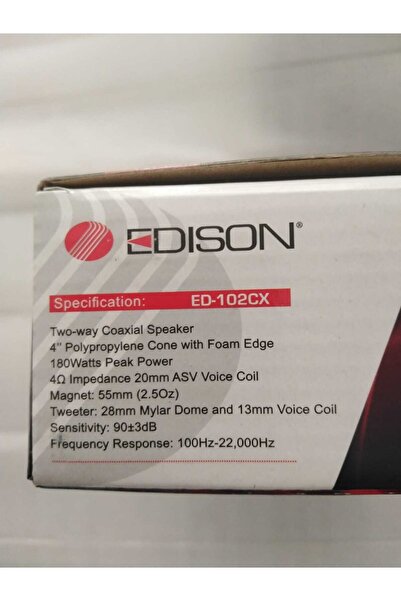 EDISON®
Specification: ED-102CX
Two-way Coaxial Speaker
4" Polypropylene Cone with Foam Edge
180Watts Peak Power
4Ω Impedance 20mm ASV Voice Coil
Magnet: 55mm (2.5Oz)
Tweeter: 28mm Mylar Dome and 13mm Voice Coil
Sensitivity: 90±3dB
Frequency Response: 100Hz-22,000Hz